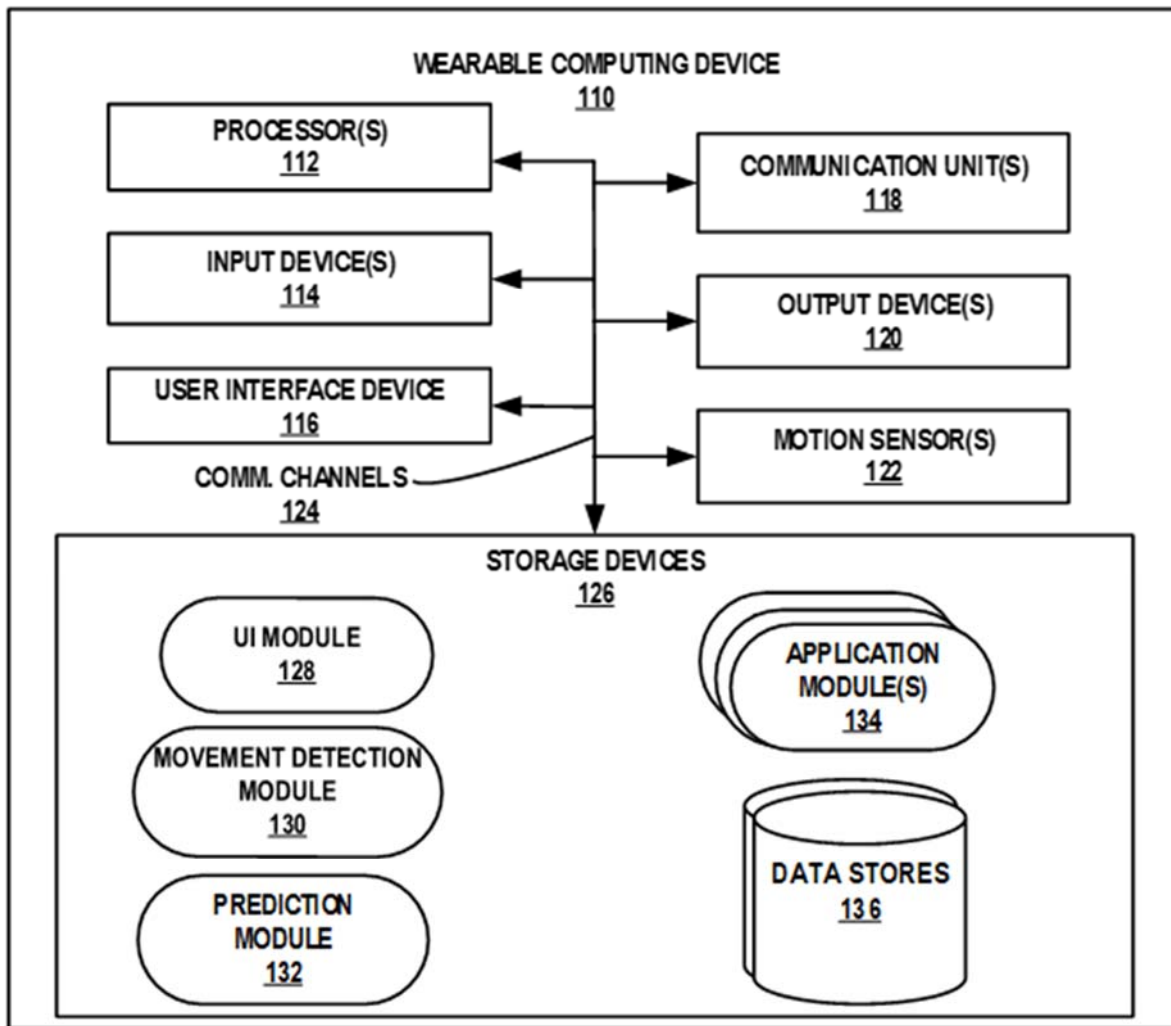 WEARABLE COMPUTING DEVICE
110
PROCESSOR(S)
112
COMMUNICATION UNIT(S)
118
INPUT DEVICE(S)
114
OUTPUT DEVICE(S)
120
USER INTERFACE DEVICE
116
MOTION SENSOR(S)
122
COMM. CHANNELS
124
STORAGE DEVICES
126
UI MODULE
128
MOVEMENT DETECTION
MODULE
130
PREDICTION
MODULE
132
APPLICATION
MODULE(S)
134
DATA STORES
136